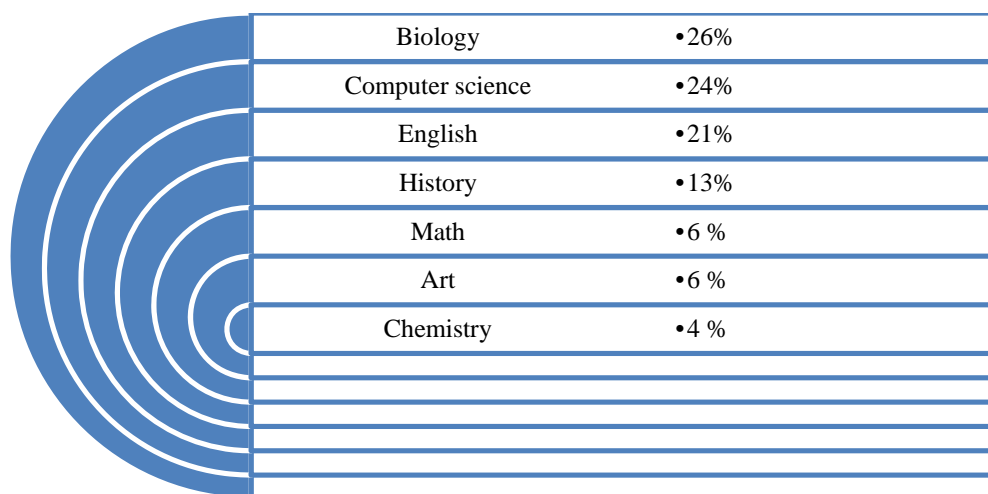 Biology •26%
Computer science •24%
English •21%
History •13%
Math •6 %
Art •6 %
Chemistry •4 %